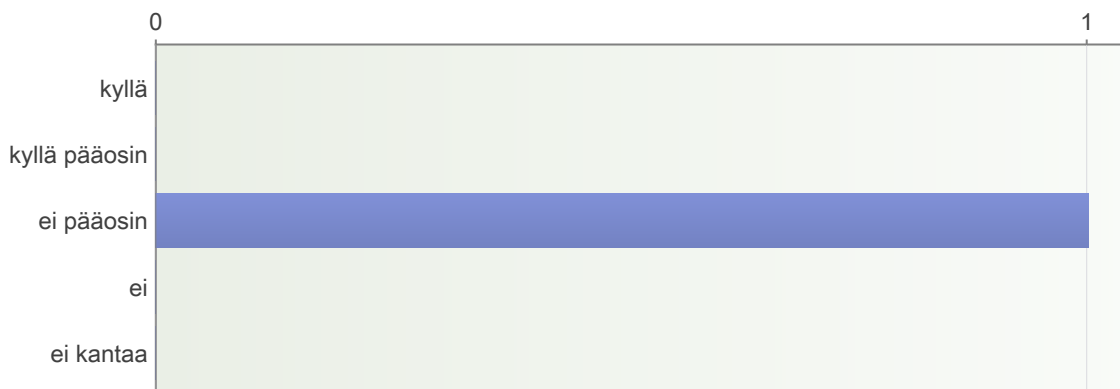 0 1
kyllä
kyllä pääosin
ei pääosin
ei
ei kantaa